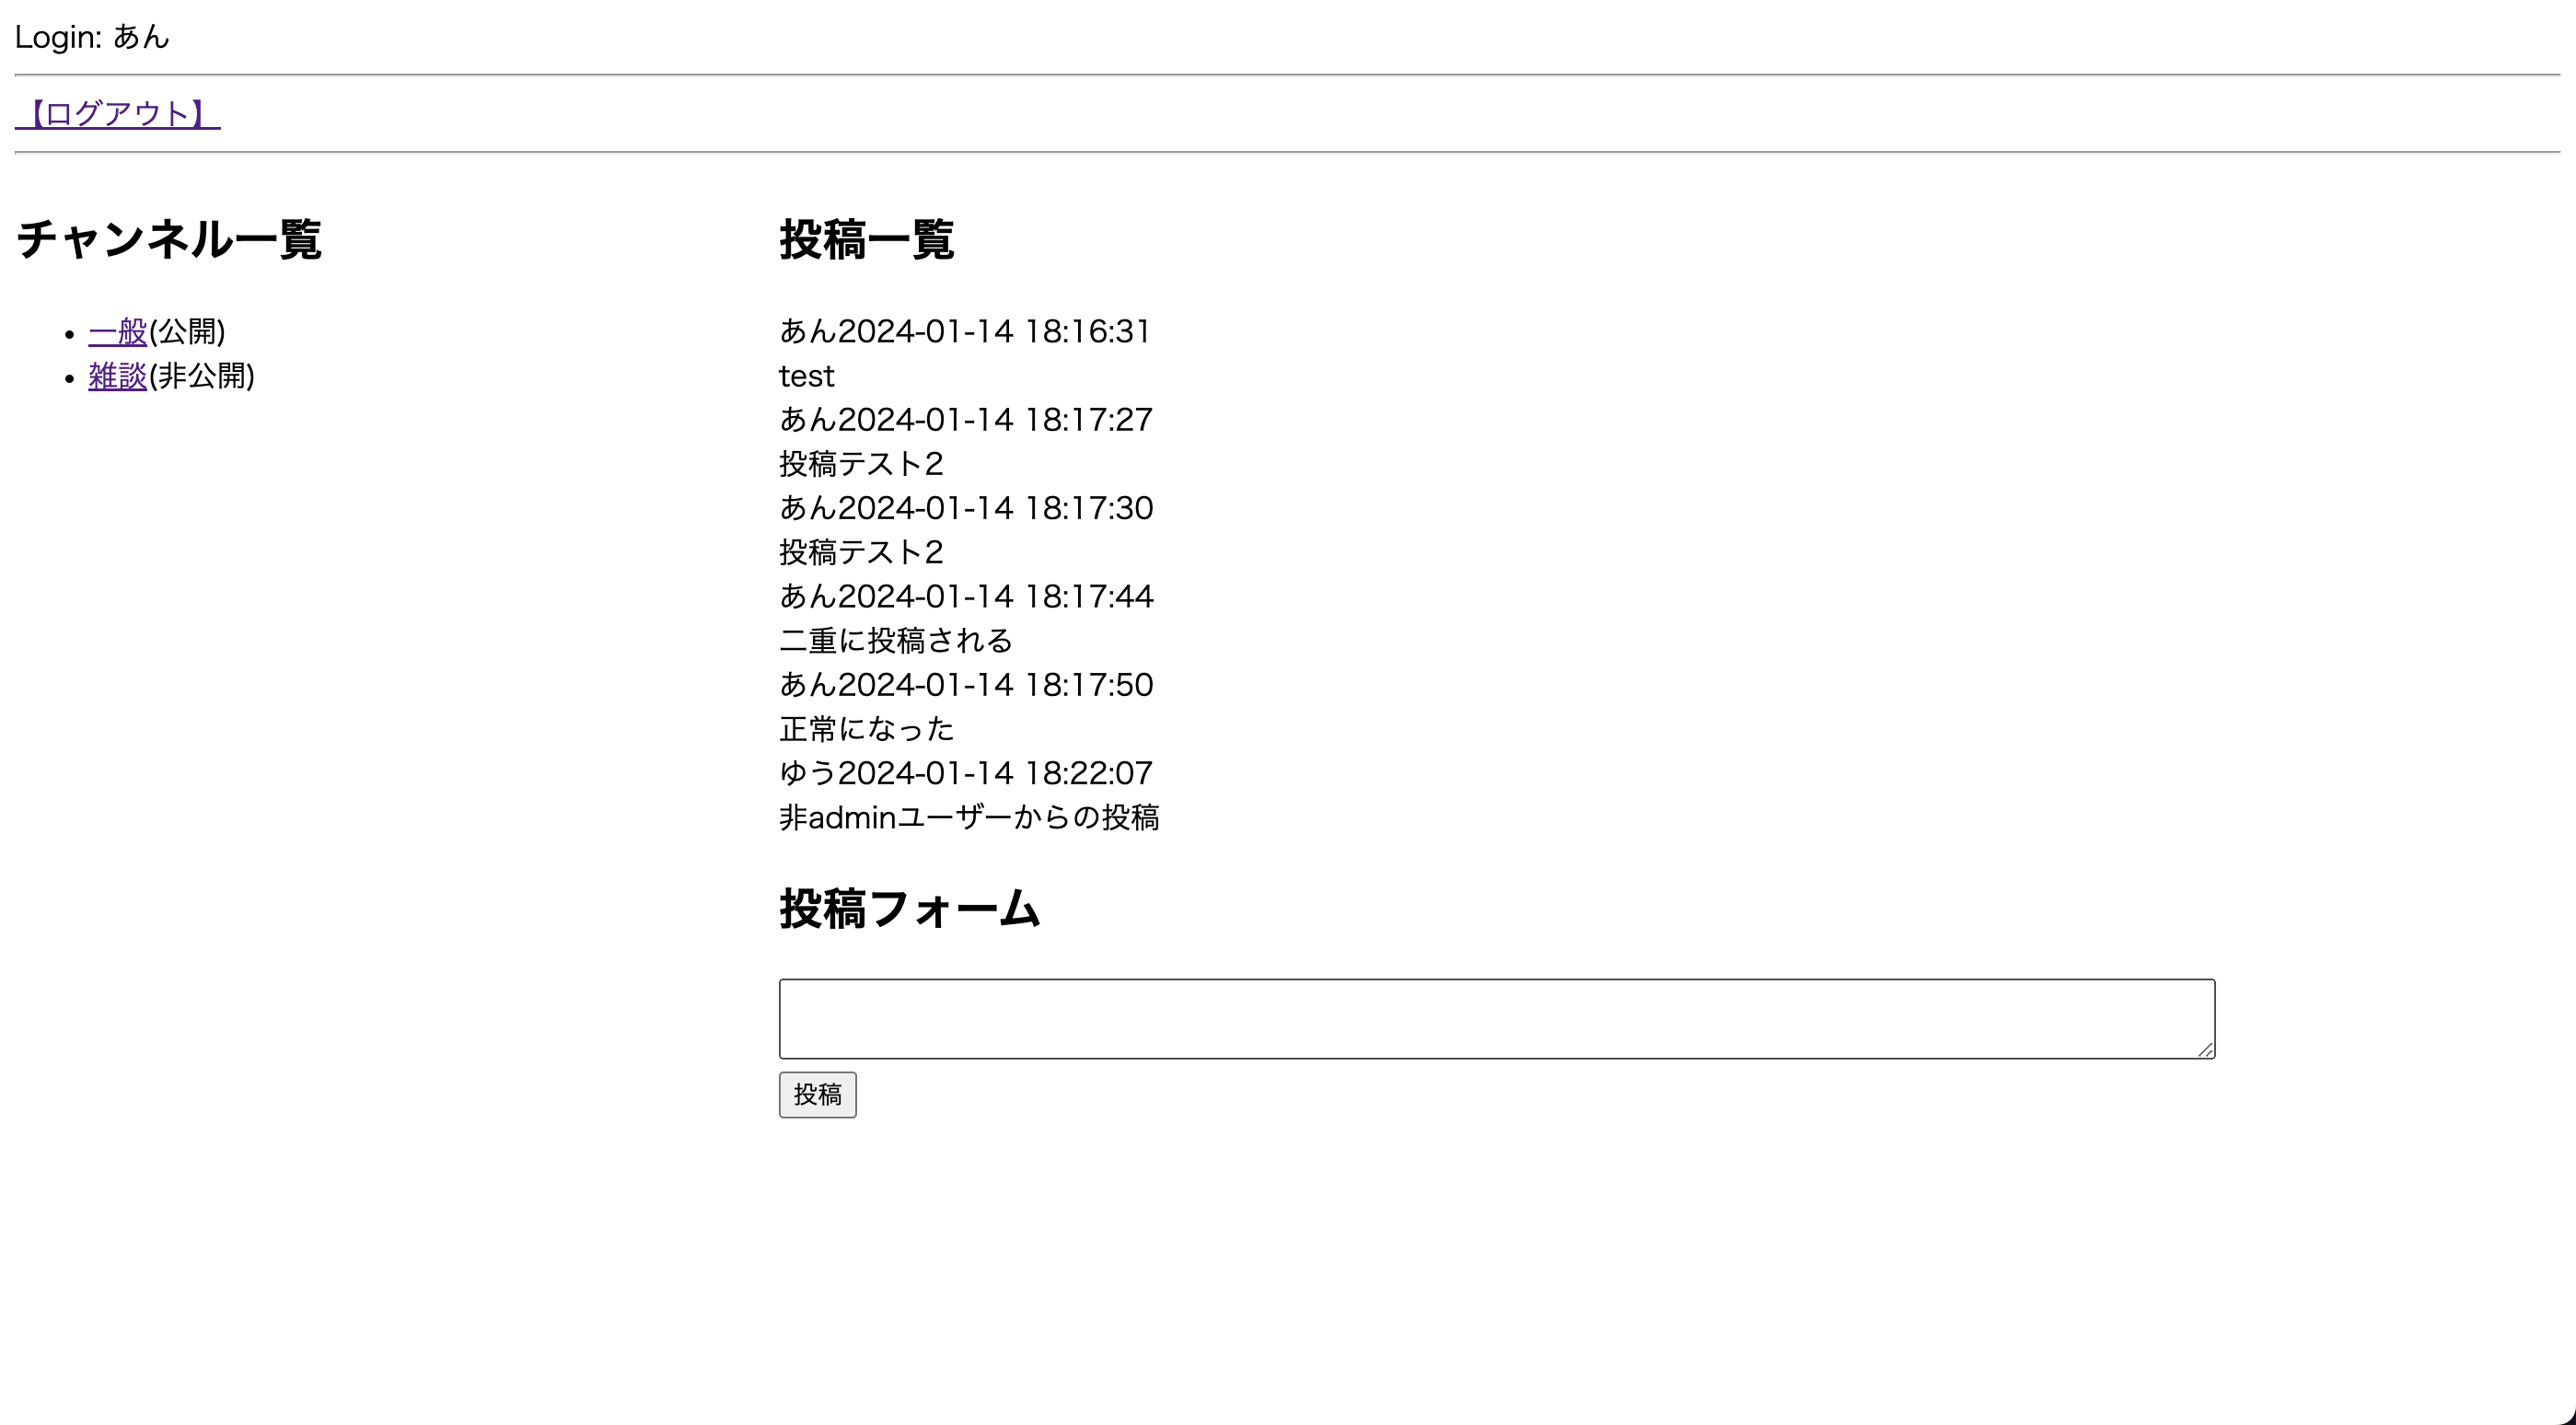 Login: あん
【ログアウト】
チャンネル一覧
一般(公開)
雑談(非公開)
投稿一覧
あん2024-01-14 18:16:31
test
あん2024-01-14 18:17:27
投稿テスト2
あん2024-01-14 18:17:30
投稿テスト2
あん2024-01-14 18:17:44
二重に投稿される
あん2024-01-14 18:17:50
正常になった
ゆう2024-01-14 18:22:07
非adminユーザーからの投稿
投稿フォーム
投稿